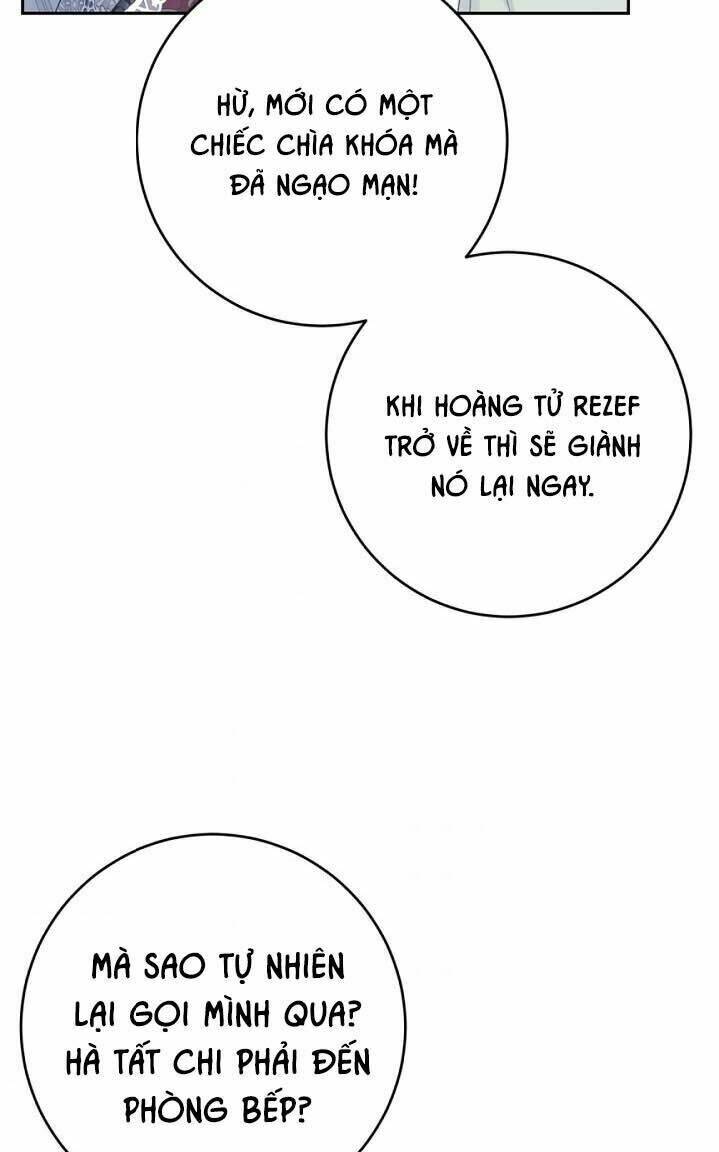 HỪ, MỚI CÓ MỘT
CHIẾC CHÌA KHÓA MÀ
ĐÃ NGẠO MẠN!
KHI HOÀNG TỬ REZEF
TRỞ VỀ THÌ SẼ GIÀNH
NÓ LẠI NGAY.
MÀ SAO TỰ NHIÊN
LẠI GỌI MÌNH QUA?
HÀ TẤT CHI PHẢI ĐẾN
PHÒNG BẾP?